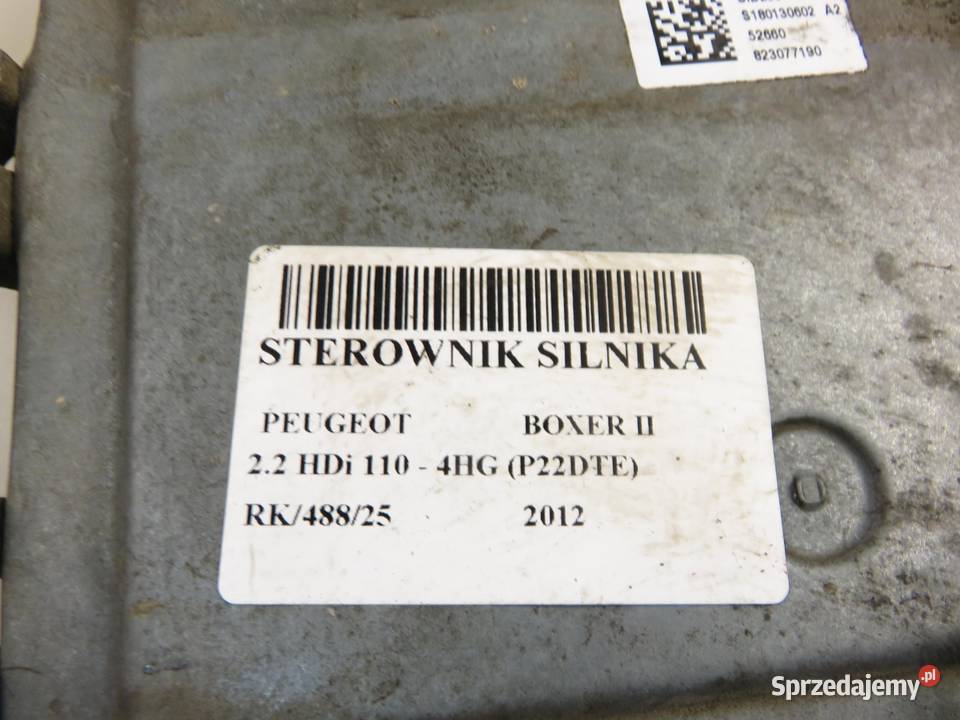 S180130602 A2
52660
823077190
STEROWNIK SILNIKA
PEUGEOT BOXER II
2.2 HDi 110 - 4HG (P22DTE)
RK/488/25 2012
Sprzedajemy.pl